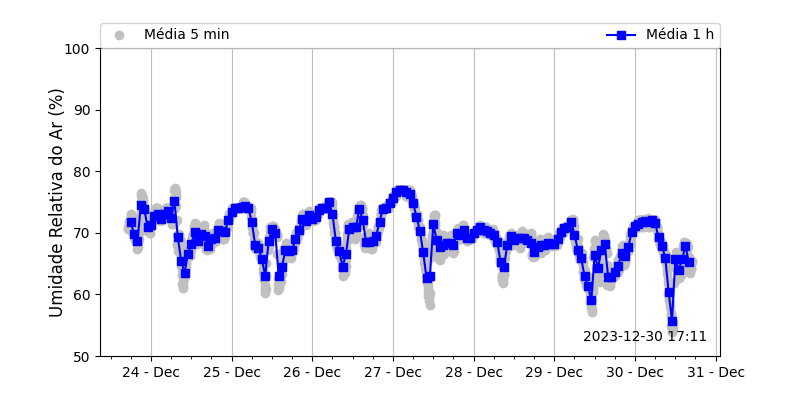 Média 5 min
Média 1 h
Umidade Relativa do Ar (%)
100
90
80
70
60
50
2023-12-30 17:11
24 - Dec
25 - Dec
26 - Dec
27 - Dec
28 - Dec
29 - Dec
30 - Dec
31 - Dec